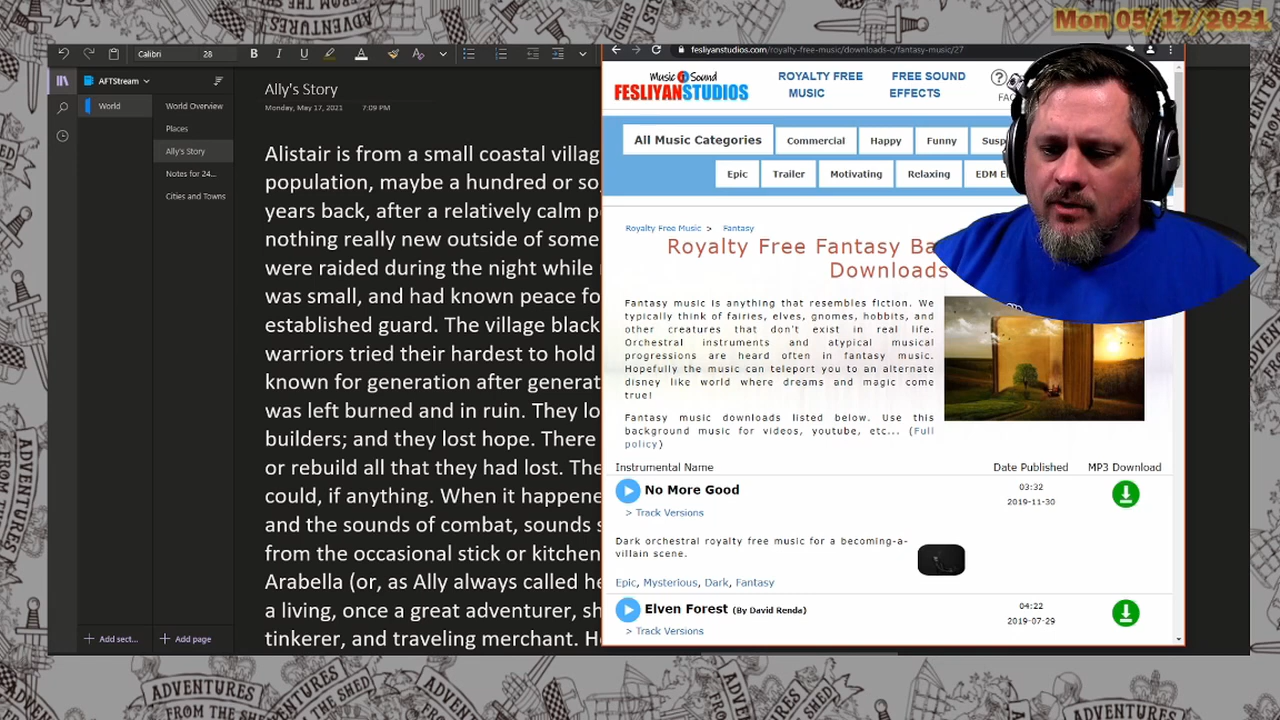 Mon 05/17/2021
Calibri
28
B
I
U
AFTStream
World
World Overview
Places
Ally's Story
Notes for 24...
Cities and Towns
Add sect...
Add page
Ally's Story
Monday, May 17, 2021
7:09 PM
Alistair is from a small coastal villag
population, maybe a hundred or so,
years back, after a relatively calm p
nothing really new outside of some
were raided during the night while
was small, and had known peace fo
established guard. The village black
warriors tried their hardest to hold
known for generation after generat
was left burned and in ruin. They lo
builders; and they lost hope. There
or rebuild all that they had lost. The
could, if anything. When it happene
and the sounds of combat, sounds s
from the occasional stick or kitchen
Arabella (or, as Ally always called he
a living, once a great adventurer, sh
tinkerer, and traveling merchant. H
fesliyanstudios.com/royalty-free-music/downloads-c/fantasy-music/27
Music Sound
FESLIYANSTUDIOS
ROYALTY FREE
MUSIC
FREE SOUND
EFFECTS
FAQ
All Music Categories
Commercial
Happy
Funny
Susp
Epic
Trailer
Motivating
Relaxing
EDM El
Royalty Free Music > Fantasy
Royalty Free Fantasy Ba
Downloads
Fantasy music is anything that resembles fiction. We
typically think of fairies, elves, gnomes, hobbits, and
other creatures that don't exist in real life.
Orchestral instruments and atypical musical
progressions are heard often in fantasy music.
Hopefully the music can teleport you to an alternate
disney like world where dreams and magic come
true!
Fantasy music downloads listed below. Use this
background music for videos, youtube, etc... (Full
policy)
Instrumental Name
Date Published
MP3 Download
No More Good
03:32
2019-11-30
> Track Versions
Dark orchestral royalty free music for a becoming-a-
villain scene.
Epic, Mysterious, Dark, Fantasy
Elven Forest (By David Renda)
04:22
2019-07-29
> Track Versions
ADVENTURES
FROM THE SHED
ADVENTURES
FROM THE SHED